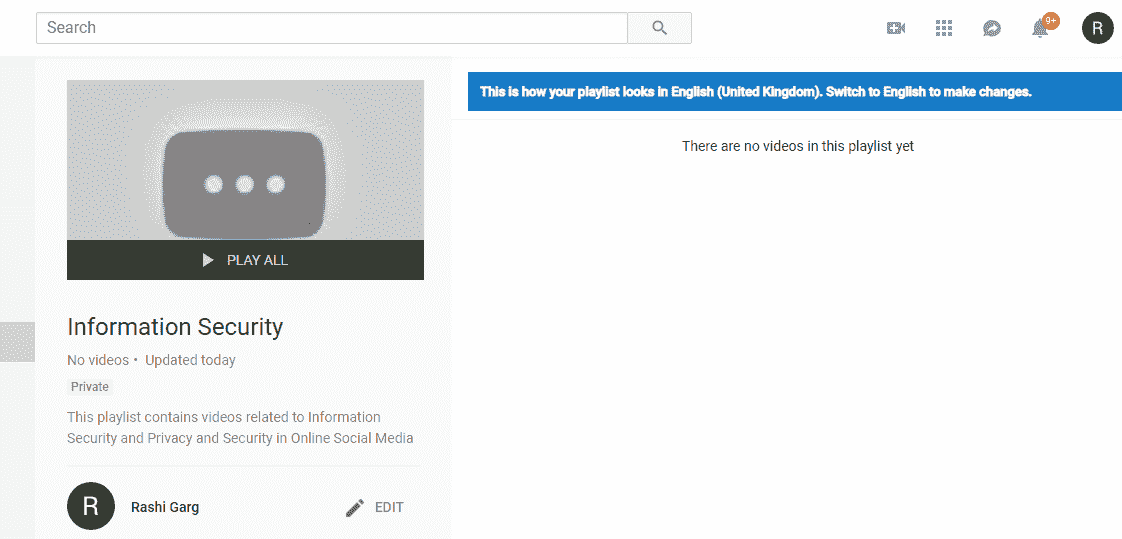 Search
9+
R
This is how your playlist looks in English (United Kingdom). Switch to English to make changes.
There are no videos in this playlist yet
PLAY ALL
Information Security
No videos • Updated today
Private
This playlist contains videos related to Information
Security and Privacy and Security in Online Social Media
R
Rashi Garg
EDIT